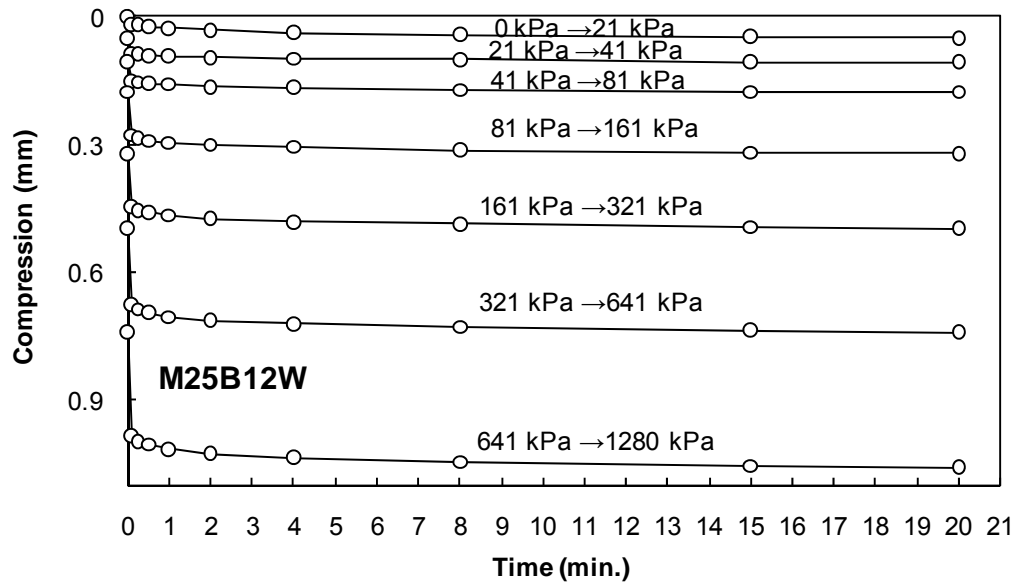 0
0 kPa →21 kPa
21 kPa →41 kPa
41 kPa →81 kPa
81 kPa →161 kPa
0.3
161 kPa →321 kPa
0.6
321 kPa →641 kPa
M25B12W
0.9
641 kPa →1280 kPa
Compression (mm)
0 1 2 3 4 5 6 7 8 9 10 11 12 13 14 15 16 17 18 19 20 21
Time (min.)